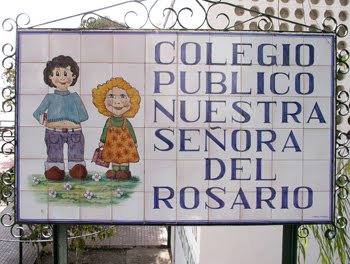 COLEGIO
PUBLICO
NUESTRA
SEÑORA
DEL
ROSARIO